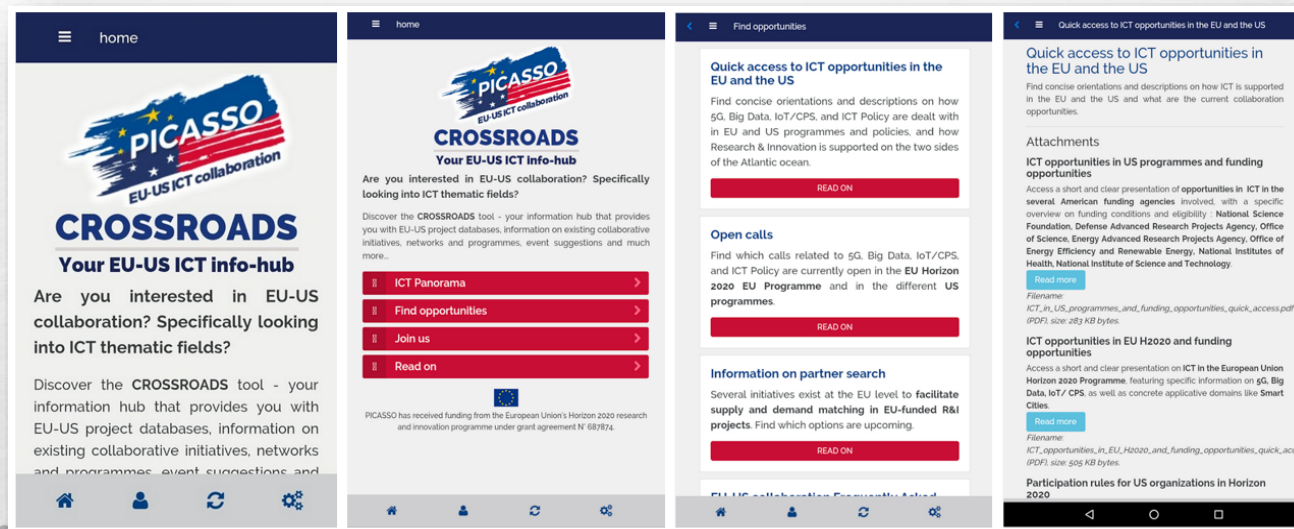 home
PICASSO
EU-US ICT collaboration
CROSSROADS
Your EU-US ICT info-hub
Are you interested in EU-US
collaboration? Specifically looking
into ICT thematic fields?
Discover the CROSSROADS tool - your
information hub that provides you with
EU-US project databases, information on
existing collaborative initiatives, networks
and programmes, event suggestions and
home
PICASSO
EU-US ICT collaboration
CROSSROADS
Your EU-US ICT info-hub
Are you interested in EU-US collaboration? Specifically
looking into ICT thematic fields?
Discover the CROSSROADS tool - your information hub that provides
you with EU-US project databases, information on existing collaborative
initiatives, networks and programmes, event suggestions and much
more...
ICT Panorama
Find opportunities
Join us
Read on
PICASSO has received funding from the European Union's Horizon 2020 research
and innovation programme under grant agreement N° 687874.
Find opportunities
Quick access to ICT opportunities in the
EU and the US
Find concise orientations and descriptions on how
5G, Big Data, IoT/CPS, and ICT Policy are dealt with
in EU and US programmes and policies, and how
Research & Innovation is supported on the two sides
of the Atlantic ocean.
READ ON
Open calls
Find which calls related to 5G, Big Data, IoT/CPS,
and ICT Policy are currently open in the EU Horizon
2020 EU Programme and in the different US
programmes.
READ ON
Information on partner search
Several initiatives exist at the EU level to facilitate
supply and demand matching in EU-funded R&I
projects. Find which options are upcoming.
READ ON
EU-US collaboration Frequently Asked
Quick access to ICT opportunities in the EU and the US
Quick access to ICT opportunities in
the EU and the US
Find concise orientations and descriptions on how ICT is supported
in the EU and the US and what are the current collaboration
opportunities.
Attachments
ICT opportunities in US programmes and funding
opportunities
Access a short and clear presentation of opportunities in ICT in the
several American funding agencies involved, with a specific
overview on funding conditions and eligibility : National Science
Foundation, Defense Advanced Research Projects Agency, Office
of Science, Energy Advanced Research Projects Agency, Office of
Energy Efficiency and Renewable Energy, National Institutes of
Health, National Institute of Science and Technology.
Read more
Filename:
ICT_in_US_programmes_and_funding_opportunities_quick_access.pdf
(PDF), size: 283 KB bytes.
ICT opportunities in EU H2020 and funding
opportunities
Access a short and clear presentation on ICT in the European Union
Horizon 2020 Programme, featuring specific information on 5G, Big
Data, IoT/ CPS, as well as concrete applicative domains like Smart
Cities.
Read more
Filename:
ICT_opportunities_in_EU_H2020_and_funding_opportunities_quick_acc
(PDF), size: 505 KB bytes.
Participation rules for US organizations in Horizon
2020